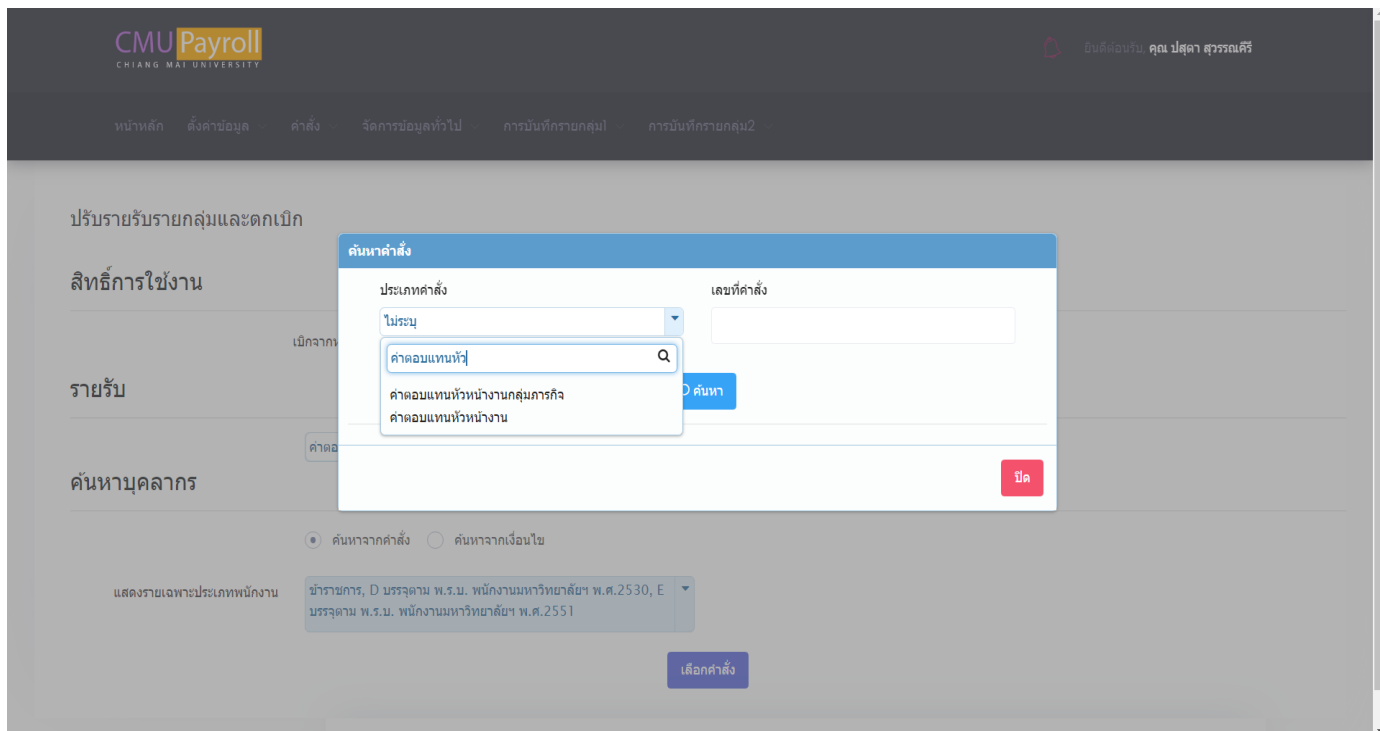 CMU Payroll
CHIANG MAI UNIVERSITY
ยินดีต้อนรับ, คุณ ปสุตา สุวรรณคีรี
หน้าหลัก ตั้งค่าข้อมูล คำสั่ง จัดการข้อมูลทั่วไป การบันทึกรายกลุ่ม1 การบันทึกรายกลุ่ม2
ปรับรายรับรายกลุ่มและตกเบิก
ค้นหาคำสั่ง
สิทธิ์การใช้งาน
ประเภทคำสั่ง เลขที่คำสั่ง
ไม่ระบุ
เบิกจากห
ค่าตอบแทนหัว
รายรับ
ค่าตอบแทนหัวหน้างานกลุ่มภารกิจ
ค้นหา
ค่าตอบแทนหัวหน้างาน
ค่าตอ
ค้นหาบุคลากร
ปิด
ค้นหาจากคำสั่ง ค้นหาจากเงื่อนไข
แสดงรายเฉพาะประเภทพนักงาน
ข้าราชการ, D บรรจุตาม พ.ร.บ. พนักงานมหาวิทยาลัยฯ พ.ศ.2530, E
บรรจุตาม พ.ร.บ. พนักงานมหาวิทยาลัยฯ พ.ศ.2551
เลือกคำสั่ง